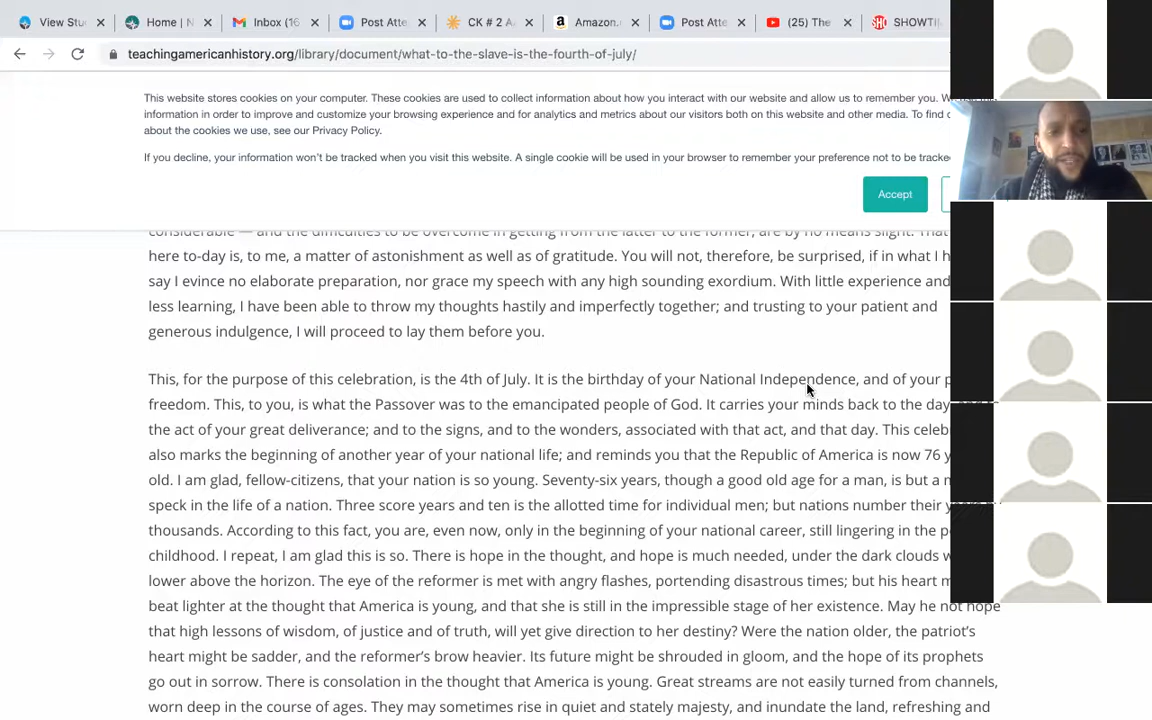 View Stu
Home | N
Inbox (16
Post Atte
CK # 2 A
Amazon.
Post Atte
(25) The
SHOWTI
teachingamericanhistory.org/library/document/what-to-the-slave-is-the-fourth-of-july/
This website stores cookies on your computer. These cookies are used to collect information about how you interact with our website and allow us to remember you. We
information in order to improve and customize your browsing experience and for analytics and metrics about our visitors both on this website and other media. To find o
about the cookies we use, see our Privacy Policy.
If you decline, your information won't be tracked when you visit this website. A single cookie will be used in your browser to remember your preference not to be tracke
Accept
considerable — and the difficulties to be overcome in getting from the latter to the former, are by no means slight. That
here to-day is, to me, a matter of astonishment as well as of gratitude. You will not, therefore, be surprised, if in what I h
say I evince no elaborate preparation, nor grace my speech with any high sounding exordium. With little experience and
less learning, I have been able to throw my thoughts hastily and imperfectly together; and trusting to your patient and
generous indulgence, I will proceed to lay them before you.
This, for the purpose of this celebration, is the 4th of July. It is the birthday of your National Independence, and of your p
freedom. This, to you, is what the Passover was to the emancipated people of God. It carries your minds back to the day,
the act of your great deliverance; and to the signs, and to the wonders, associated with that act, and that day. This celeb
also marks the beginning of another year of your national life; and reminds you that the Republic of America is now 76 y
old. I am glad, fellow-citizens, that your nation is so young. Seventy-six years, though a good old age for a man, is but a m
speck in the life of a nation. Three score years and ten is the allotted time for individual men; but nations number their y
thousands. According to this fact, you are, even now, only in the beginning of your national career, still lingering in the p
childhood. I repeat, I am glad this is so. There is hope in the thought, and hope is much needed, under the dark clouds w
lower above the horizon. The eye of the reformer is met with angry flashes, portending disastrous times; but his heart m
beat lighter at the thought that America is young, and that she is still in the impressible stage of her existence. May he not hope
that high lessons of wisdom, of justice and of truth, will yet give direction to her destiny? Were the nation older, the patriot's
heart might be sadder, and the reformer's brow heavier. Its future might be shrouded in gloom, and the hope of its prophets
go out in sorrow. There is consolation in the thought that America is young. Great streams are not easily turned from channels,
worn deep in the course of ages. They may sometimes rise in quiet and stately majesty, and inundate the land, refreshing and